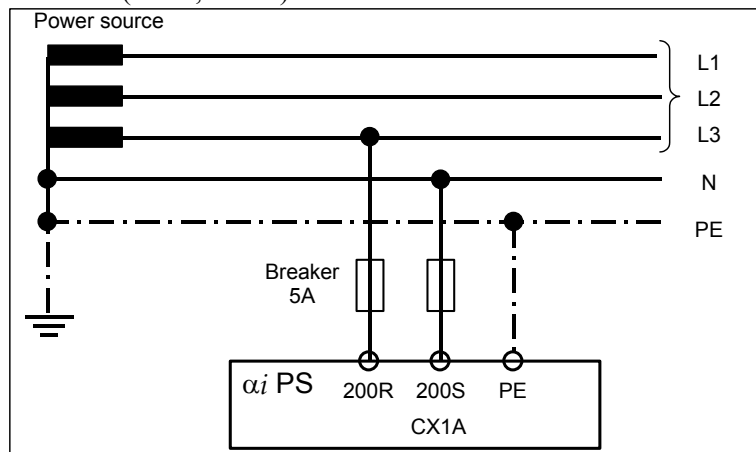 Power source
L1
L2
L3
N
PE
Breaker
5A
αi PS 200R 200S PE
CX1A